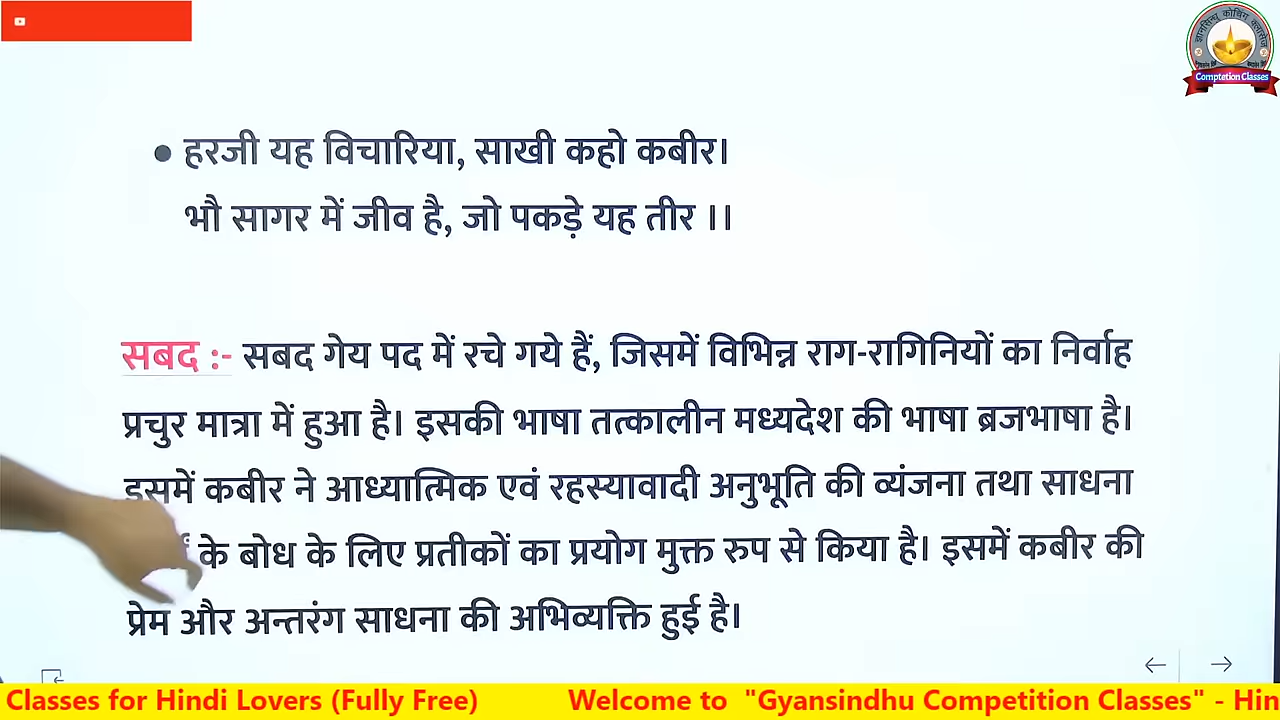 ज्ञानसिन्धु कोचिंग क्लासेज
Comptetion Classes
● हरजी यह विचारिया, साखी कहो कबीर।
भौ सागर में जीव है, जो पकड़े यह तीर ।।
सबद :- सबद गेय पद में रचे गये हैं, जिसमें विभिन्न राग-रागिनियों का निर्वाह
प्रचुर मात्रा में हुआ है। इसकी भाषा तत्कालीन मध्यदेश की भाषा ब्रजभाषा है।
इसमें कबीर ने आध्यात्मिक एवं रहस्यावादी अनुभूति की व्यंजना तथा साधना
के बोध के लिए प्रतीकों का प्रयोग मुक्त रुप से किया है। इसमें कबीर की
प्रेम और अन्तरंग साधना की अभिव्यक्ति हुई है।
Classes for Hindi Lovers (Fully Free) Welcome to "Gyansindhu Competition Classes" - Hin